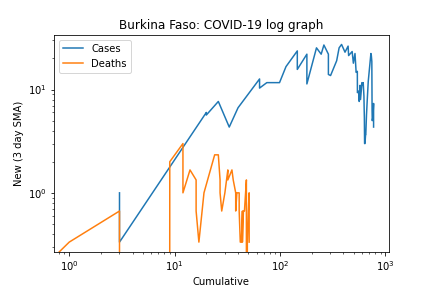 Burkina Faso: COVID-19 log graph
Cases
Deaths
New (3 day SMA)
10¹
10⁰
10⁰ 10¹ 10² 10³
Cumulative